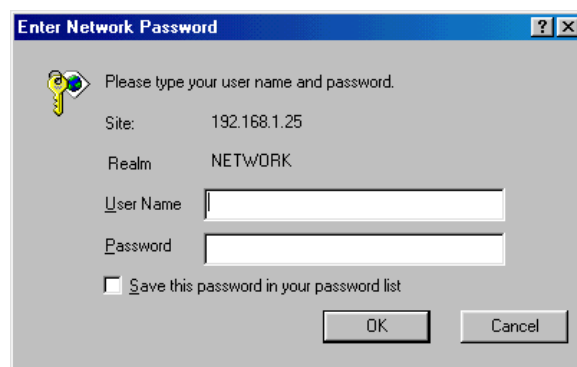 Enter Network Password
Please type your user name and password.
Site: 192.168.1.25
Realm NETWORK
User Name
Password
Save this password in your password list
OK Cancel